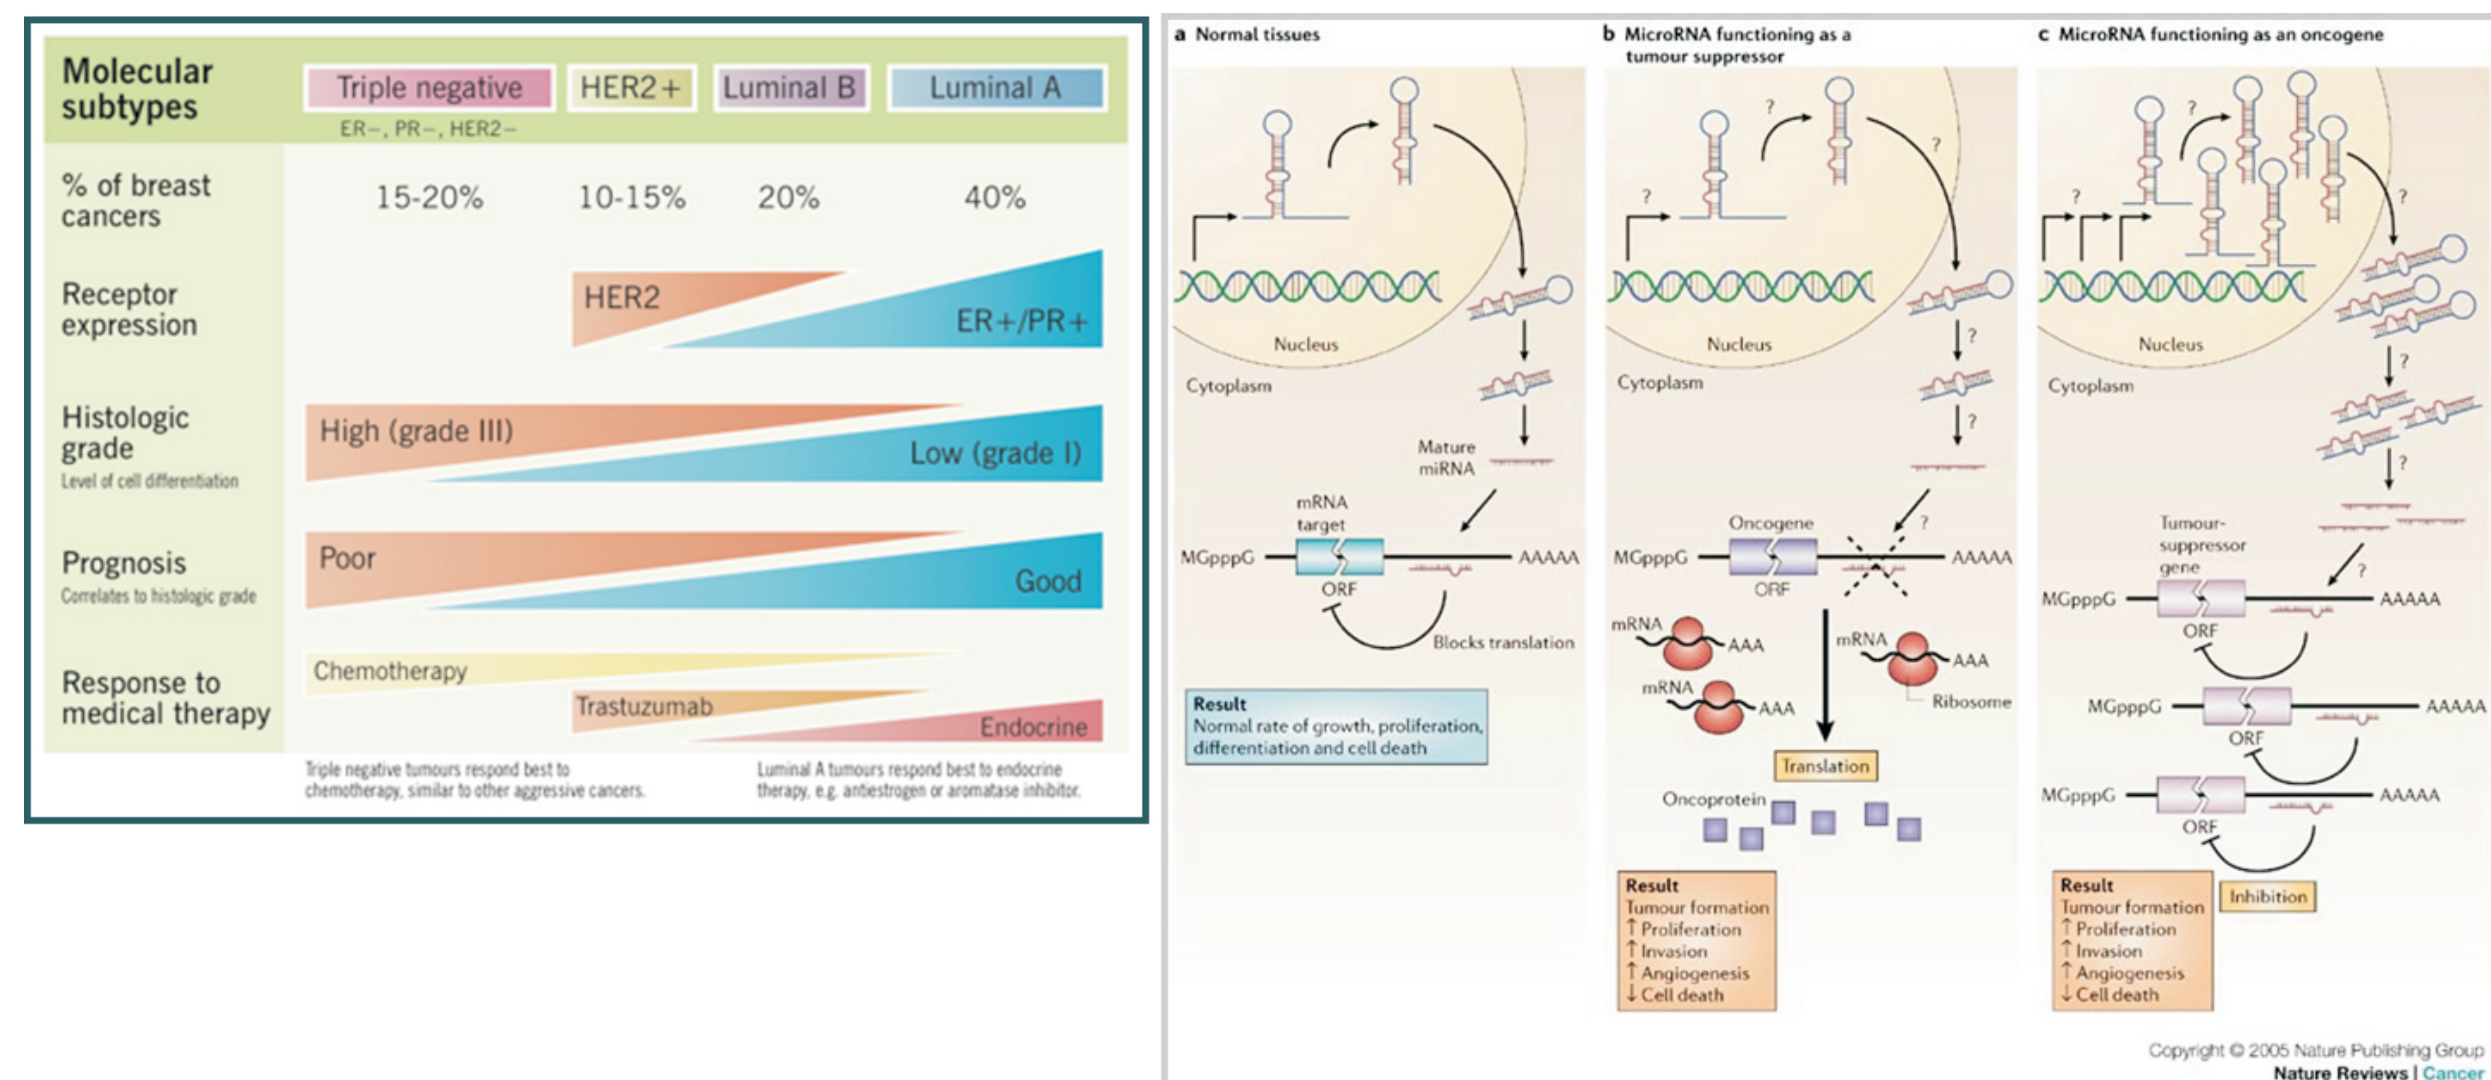 Molecular
subtypes
Triple negative
HER2+
Luminal B
Luminal A
ER−, PR−, HER2−
% of breast
cancers
15-20%
10-15%
20%
40%
Receptor
expression
HER2
ER+/PR+
Histologic
grade
Level of cell differentiation
High (grade III)
Low (grade I)
Prognosis
Correlates to histologic grade
Poor
Good
Response to
medical therapy
Chemotherapy
Trastuzumab
Endocrine
Triple negative tumours respond best to
chemotherapy, similar to other aggressive cancers.
Luminal A tumours respond best to endocrine
therapy, e.g. antiestrogen or aromatase inhibitor.
a Normal tissues
Nucleus
Cytoplasm
Mature
miRNA
mRNA
target
MGpppG
AAAAA
ORF
Blocks translation
Result
Normal rate of growth, proliferation,
differentiation and cell death
b MicroRNA functioning as a
tumour suppressor
?
?
?
Nucleus
?
Cytoplasm
?
Oncogene
?
MGpppG
AAAAA
ORF
mRNA
AAA
mRNA
AAA
mRNA
AAA
Ribosome
Translation
Oncoprotein
Result
Tumour formation
↑ Proliferation
↑ Invasion
↑ Angiogenesis
↓ Cell death
c MicroRNA functioning as an oncogene
?
?
?
Nucleus
?
Cytoplasm
?
Tumour-
suppressor
gene
?
MGpppG
AAAAA
ORF
MGpppG
AAAAA
ORF
MGpppG
AAAAA
ORF
Inhibition
Result
Tumour formation
↑ Proliferation
↑ Invasion
↑ Angiogenesis
↓ Cell death
Copyright © 2005 Nature Publishing Group
Nature Reviews | Cancer